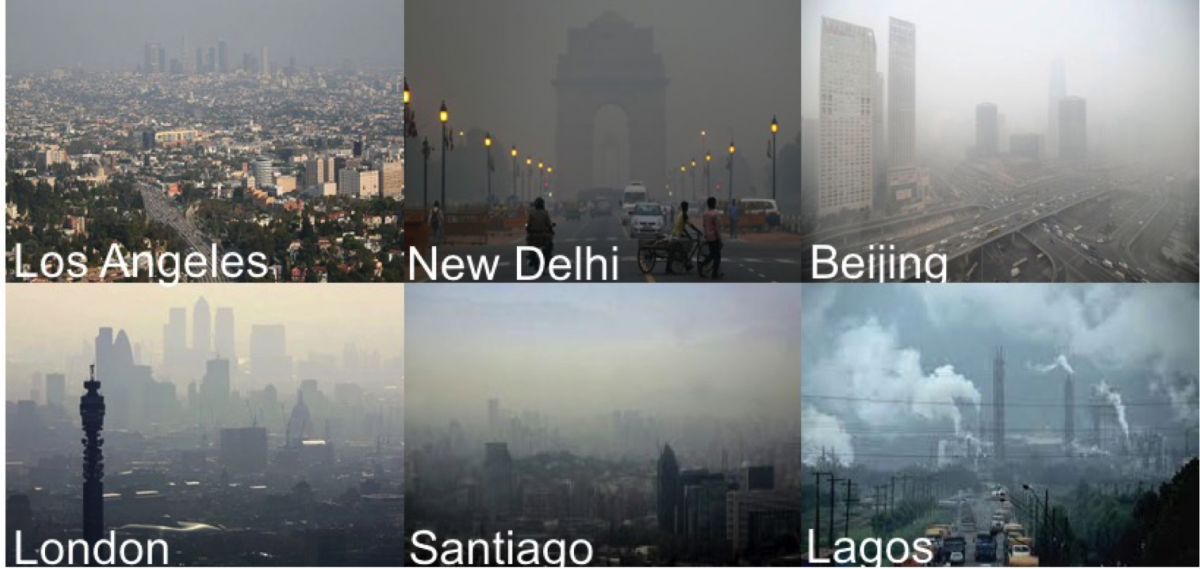 Los Angeles
New Delhi
Beijing
London
Santiago
Lagos